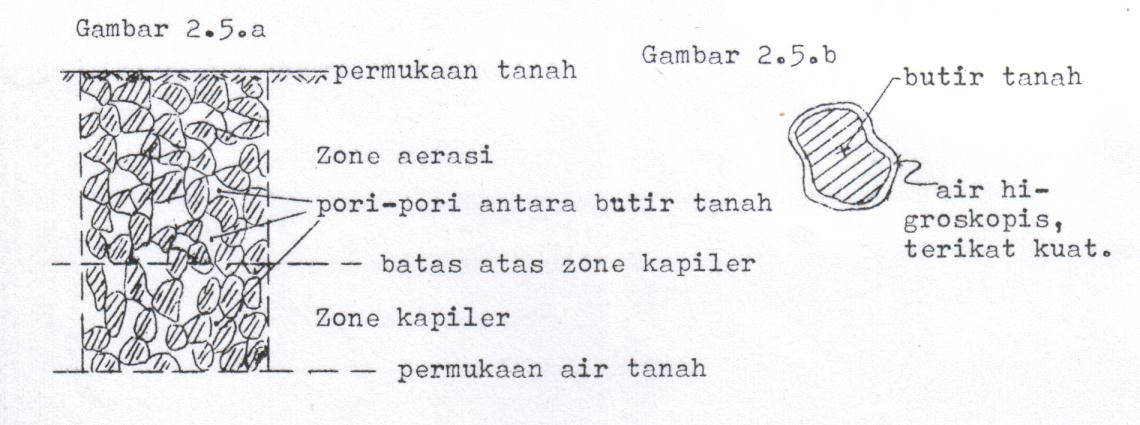 Gambar 2.5.a
permukaan tanah
Zone aerasi
pori-pori antara butir tanah
batas atas zone kapiler
Zone kapiler
permukaan air tanah
Gambar 2.5.b
butir tanah
air hi-
groskopis,
terikat kuat.